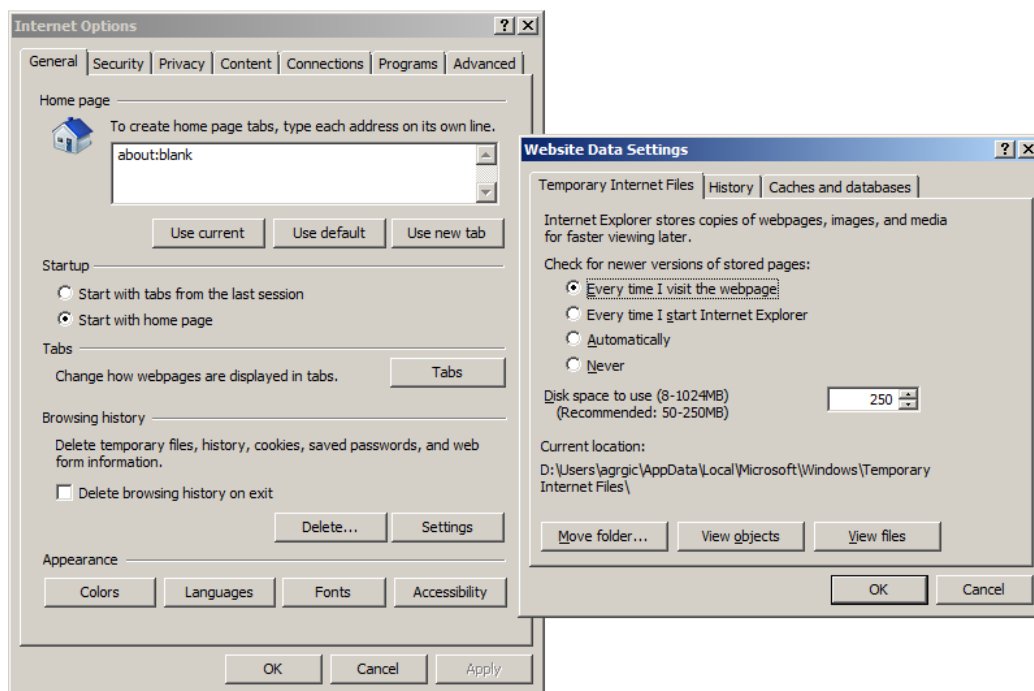 Internet Options
General Security Privacy Content Connections Programs Advanced
Home page
To create home page tabs, type each address on its own line.
about:blank
Use current Use default Use new tab
Startup
Start with tabs from the last session
Start with home page
Tabs
Change how webpages are displayed in tabs.
Tabs
Browsing history
Delete temporary files, history, cookies, saved passwords, and web
form information.
Delete browsing history on exit
Delete... Settings
Appearance
Colors Languages Fonts Accessibility
OK Cancel Apply
Website Data Settings
Temporary Internet Files History Caches and databases
Internet Explorer stores copies of webpages, images, and media
for faster viewing later.
Check for newer versions of stored pages:
Every time I visit the webpage
Every time I start Internet Explorer
Automatically
Never
Disk space to use (8-1024MB)
(Recommended: 50-250MB)
250
Current location:
D:\Users\agrgic\AppData\Local\Microsoft\Windows\Temporary
Internet Files\
Move folder... View objects View files
OK Cancel